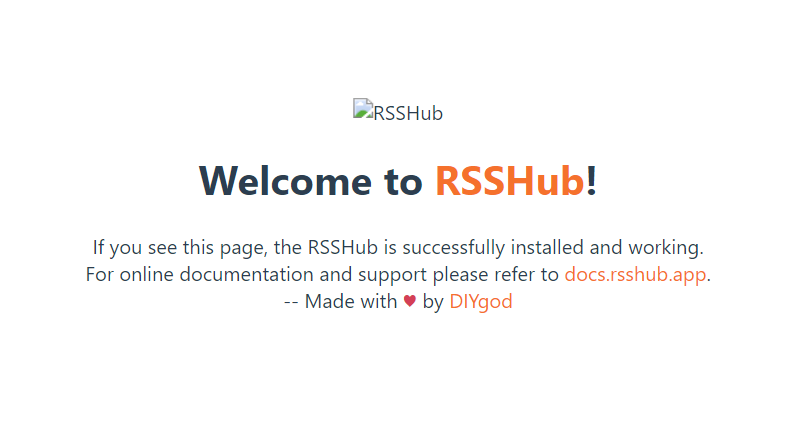 RSSHub
Welcome to RSSHub!
If you see this page, the RSSHub is successfully installed and working.
For online documentation and support please refer to docs.rsshub.app.
-- Made with ♥ by DIYgod